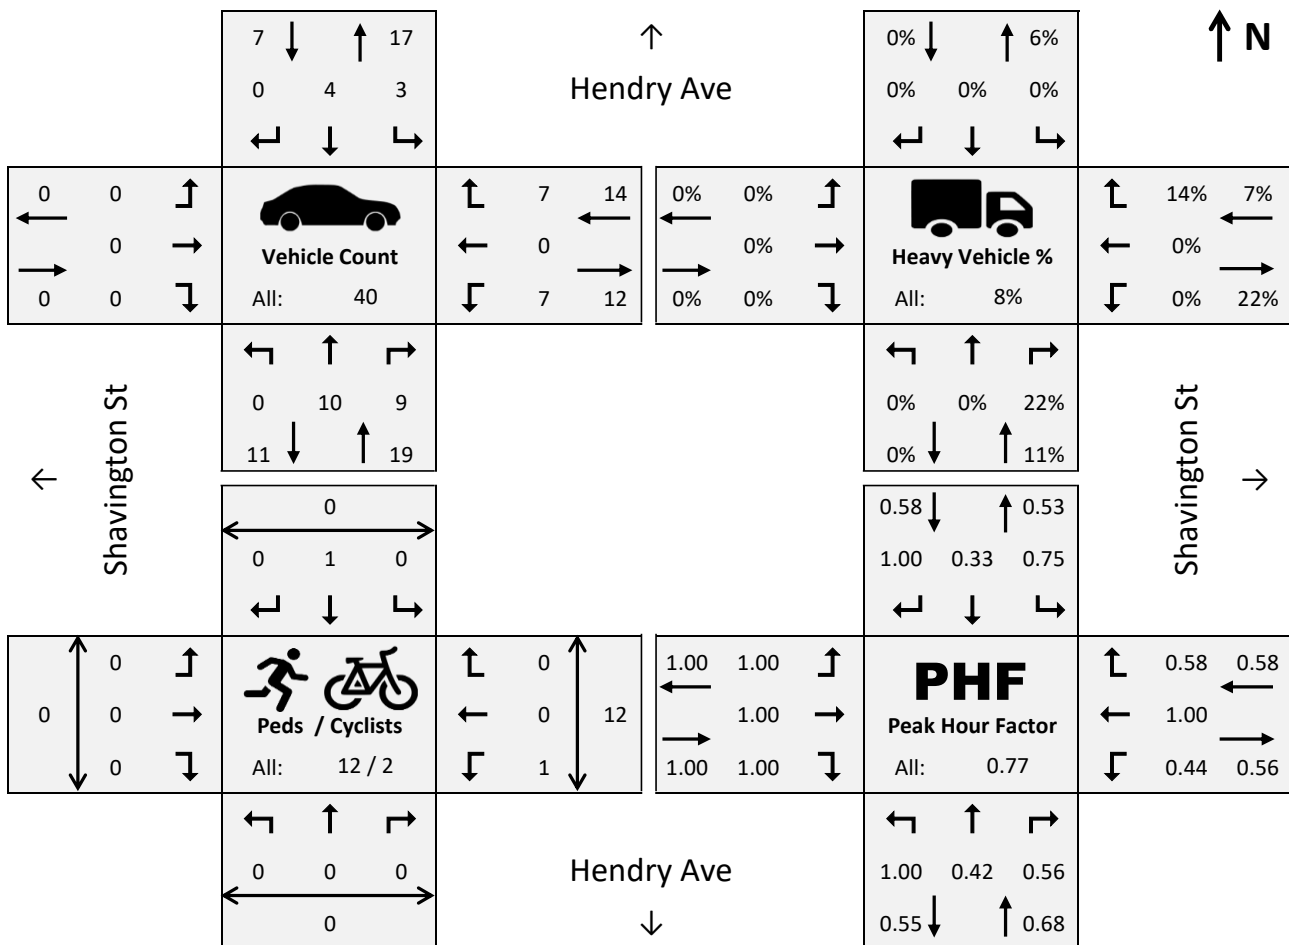 7 17 0% 6% N
0 4 3 Hendry Ave 0% 0% 0%
0 0 7 14 0% 0% 14% 7%
0 0 0% 0%
Vehicle Count Heavy Vehicle %
0 0 All: 40 7 12 0% 0% All: 8% 0% 22%
0 10 9 0% 0% 22%
11 19 0% 11%
Shavington St Shavington St
0 0.58 0.53
0 1 0 1.00 0.33 0.75
0 0 1.00 1.00 PHF 0.58 0.58
0 0 0 12 1.00 1.00
Peds / Cyclists Peak Hour Factor
0 All: 12 / 2 1 1.00 1.00 All: 0.77 0.44 0.56
0 0 0 Hendry Ave 1.00 0.42 0.56
0 0.55 0.68